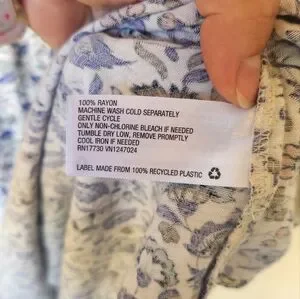 100% RAYON
MACHINE WASH COLD SEPARATELY
GENTLE CYCLE
ONLY NON-CHLORINE BLEACH IF NEEDED
TUMBLE DRY LOW, REMOVE PROMPTLY
COOL IRON IF NEEDED
RN17730 VN1247024
LABEL MADE FROM 100% RECYCLED PLASTIC